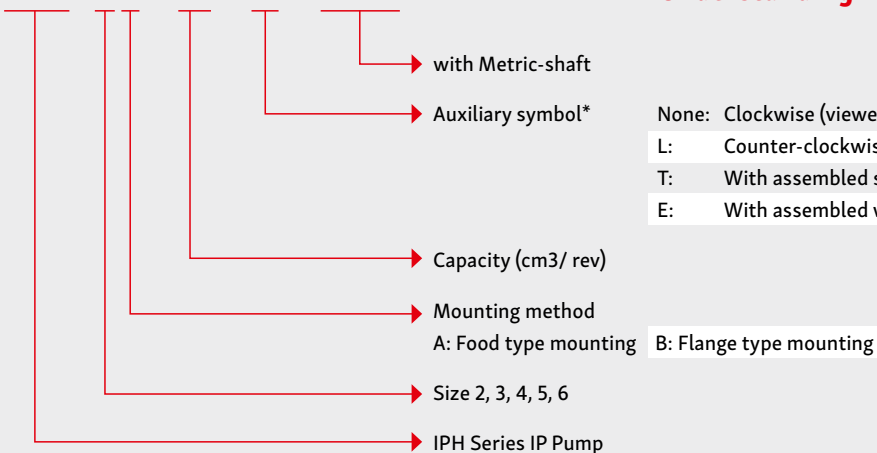 with Metric-shaft
Auxiliary symbol*
None: Clockwise
L: Counter-clockwis
T: With assembled
E: With assembled
Capacity (cm3/ rev)
Mounting method
A: Food type mounting B: Flange type mounting
Size 2, 3, 4, 5, 6
IPH Series IP Pump